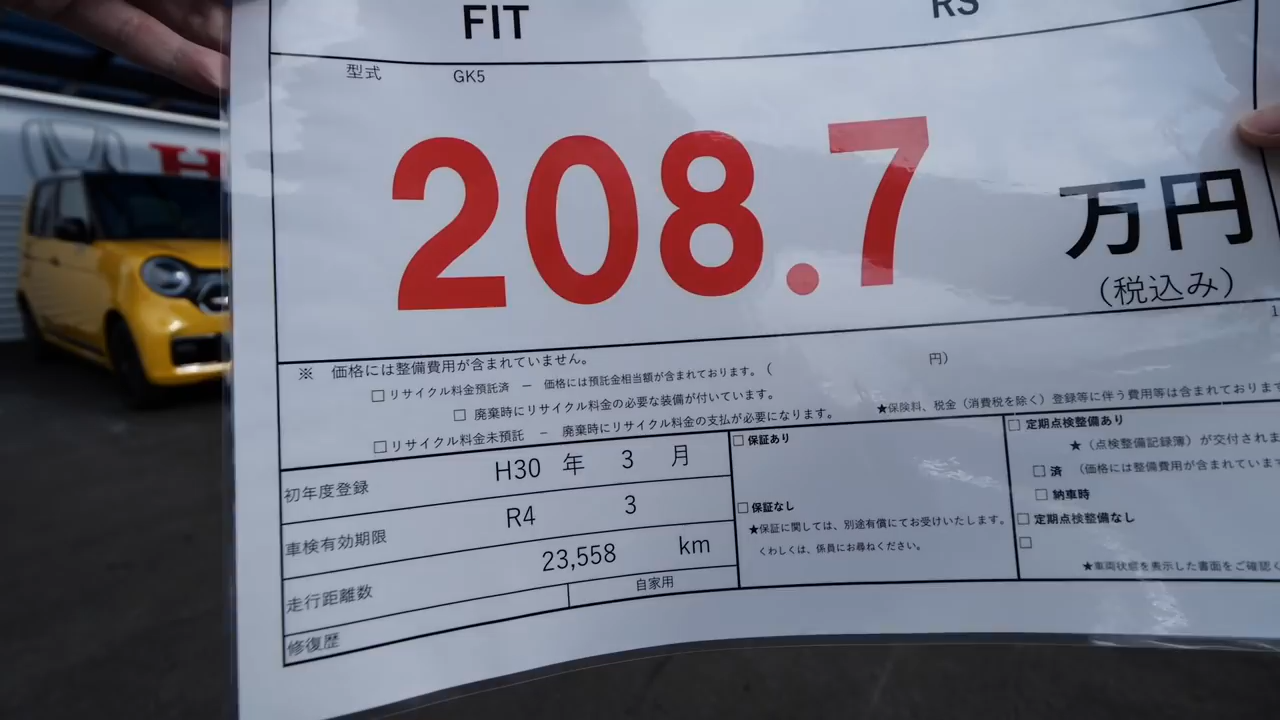 FIT RS
型式 GK5
208.7 万円
(税込み)
※ 価格には整備費用が含まれていません。
□リサイクル料金預託済 － 価格には預託金相当額が含まれております。( 円)
□ 廃棄時にリサイクル料金の必要な装備が付いています。
□リサイクル料金未預託 － 廃棄時にリサイクル料金の支払が必要になります。
★保険料、税金（消費税を除く）登録等に伴う費用等は含まれております
初年度登録 H30 年 3 月
車検有効期限 R4 3
走行距離数 23,558 km
修復歴 自家用
□保証あり
□保証なし
★保証に関しては、別途有償にてお受けいたします。
くわしくは、係員にお尋ねください。
□定期点検整備あり
★（点検整備記録簿）が交付されま
□ 済 （価格には整備費用が含まれています
□ 納車時
□定期点検整備なし
□
★車両状態を表示した書面をご確認く
H